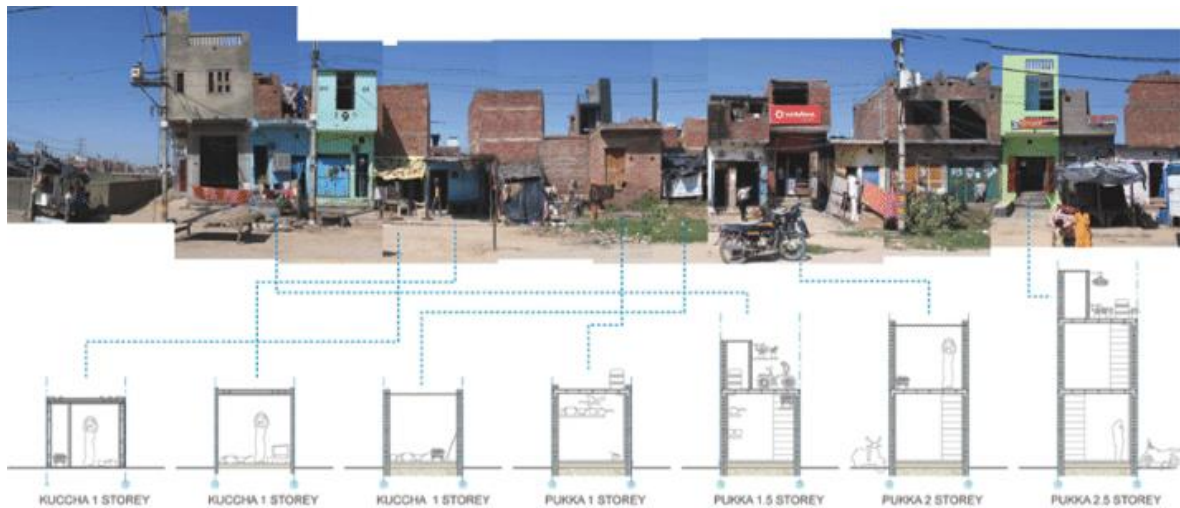 vodafone
KUCCHA 1 STOREY
KUCCHA 1 STOREY
KUCCHA 1 STOREY
PUKKA 1 STOREY
PUKKA 1.5 STOREY
PUKKA 2 STOREY
PUKKA 2.5 STOREY